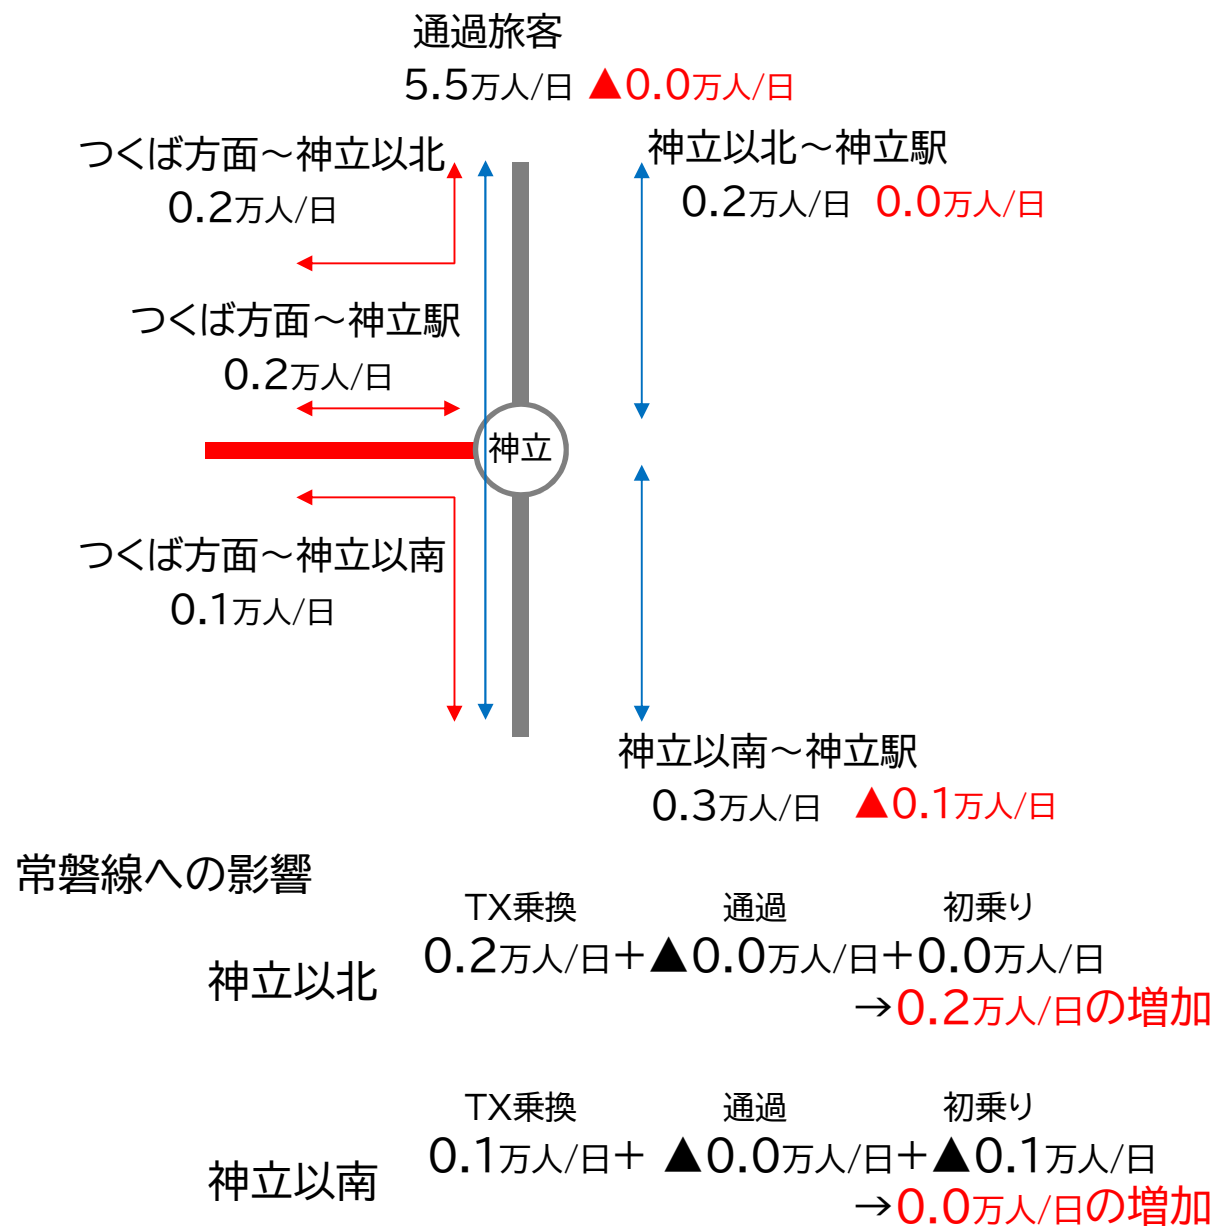 通過旅客
5.5万人/日 ▲0.0万人/日
つくば方面～神立以北
0.2万人/日
神立以北～神立駅
0.2万人/日 0.0万人/日
つくば方面～神立駅
0.2万人/日
神立
つくば方面～神立以南
0.1万人/日
神立以南～神立駅
0.3万人/日 ▲0.1万人/日
常磐線への影響
TX乗換 通過 初乗り
神立以北 0.2万人/日＋▲0.0万人/日＋0.0万人/日
→0.2万人/日の増加
TX乗換 通過 初乗り
神立以南 0.1万人/日＋ ▲0.0万人/日＋▲0.1万人/日
→0.0万人/日の増加